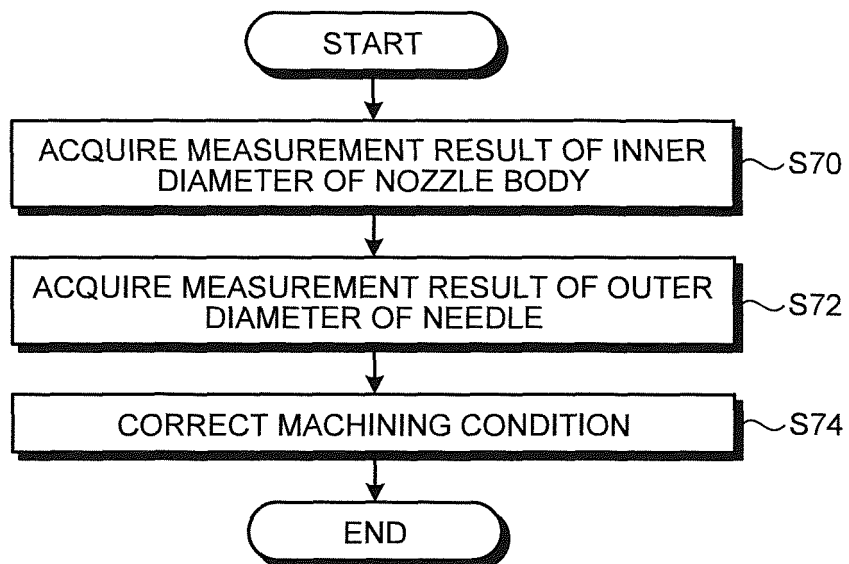 START
ACQUIRE MEASUREMENT RESULT OF INNER
DIAMETER OF NOZZLE BODY
S70
ACQUIRE MEASUREMENT RESULT OF OUTER
DIAMETER OF NEEDLE
S72
CORRECT MACHINING CONDITION
S74
END